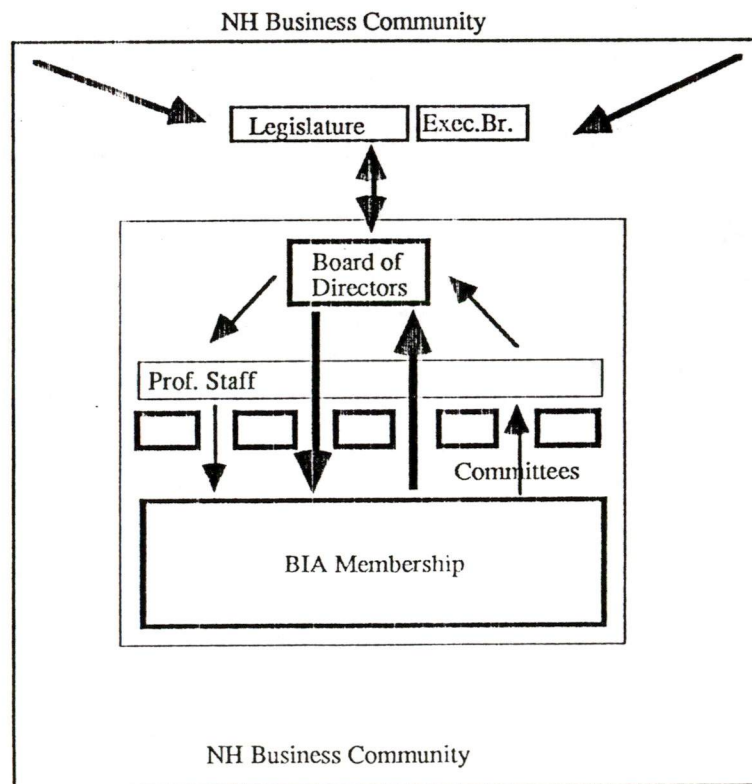 NH Business Community
Legislature
Exec.Br.
Board of
Directors
Prof. Staff
Committees
BIA Membership
NH Business Community